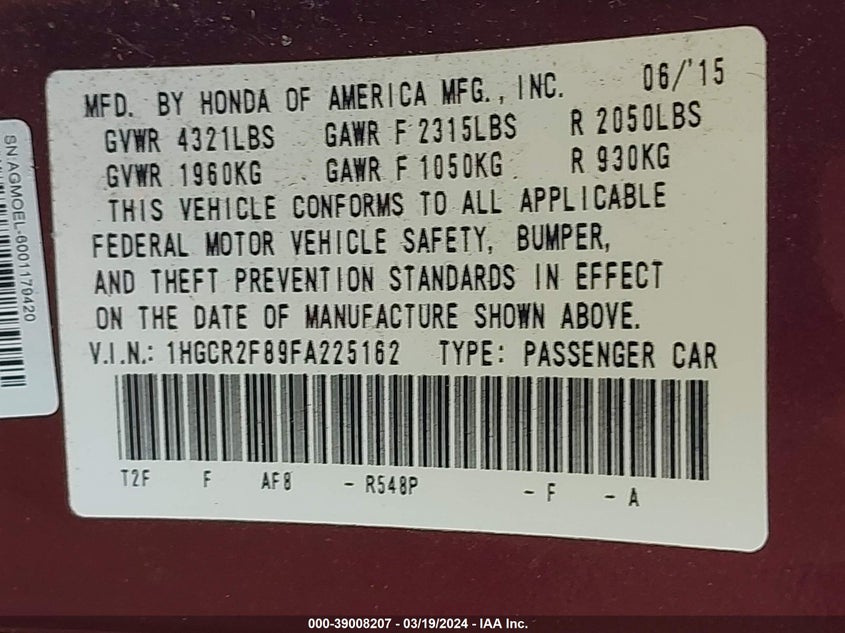 MFD. BY HONDA OF AMERICA MFG., INC. 06/'15
GVWR 4321LBS GAWR F 2315LBS R 2050LBS
GVWR 1960KG GAWR F 1050KG R 930KG
THIS VEHICLE CONFORMS TO ALL APPLICABLE
FEDERAL MOTOR VEHICLE SAFETY, BUMPER,
AND THEFT PREVENTION STANDARDS IN EFFECT
ON THE DATE OF MANUFACTURE SHOWN ABOVE.
V.I.N.: 1HGCR2F89FA225162 TYPE: PASSENGER CAR
T2F F AF8 - R548P - F - A
SN:AGMOEL-6001179420
000-39008207 - 03/19/2024 - IAA Inc.